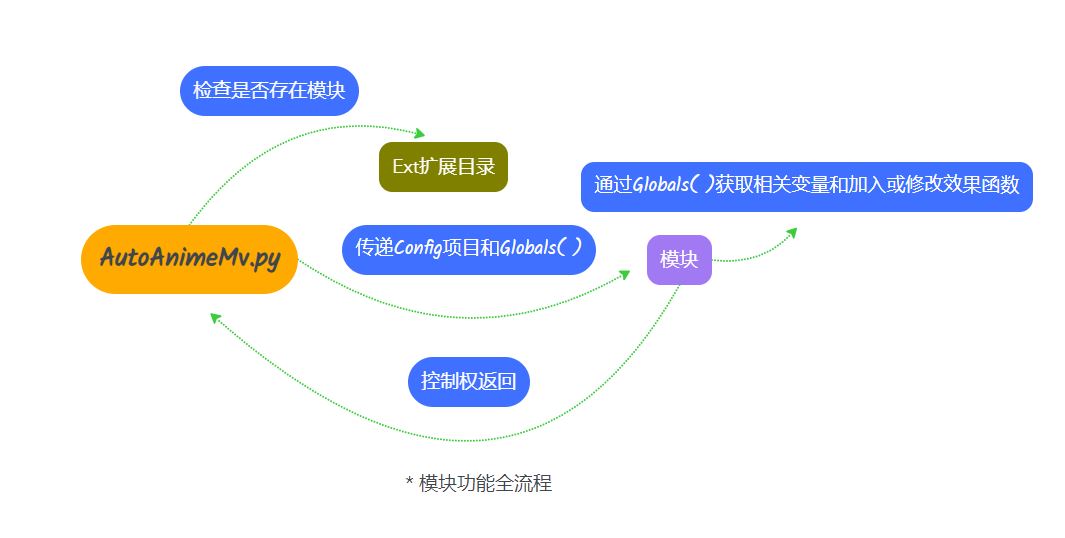 检查是否存在模块
Ext扩展目录
通过Globals( )获取相关变量和加入或修改效果函数
AutoAnimeMv.py
传递Config项目和Globals( )
模块
控制权返回
* 模块功能全流程